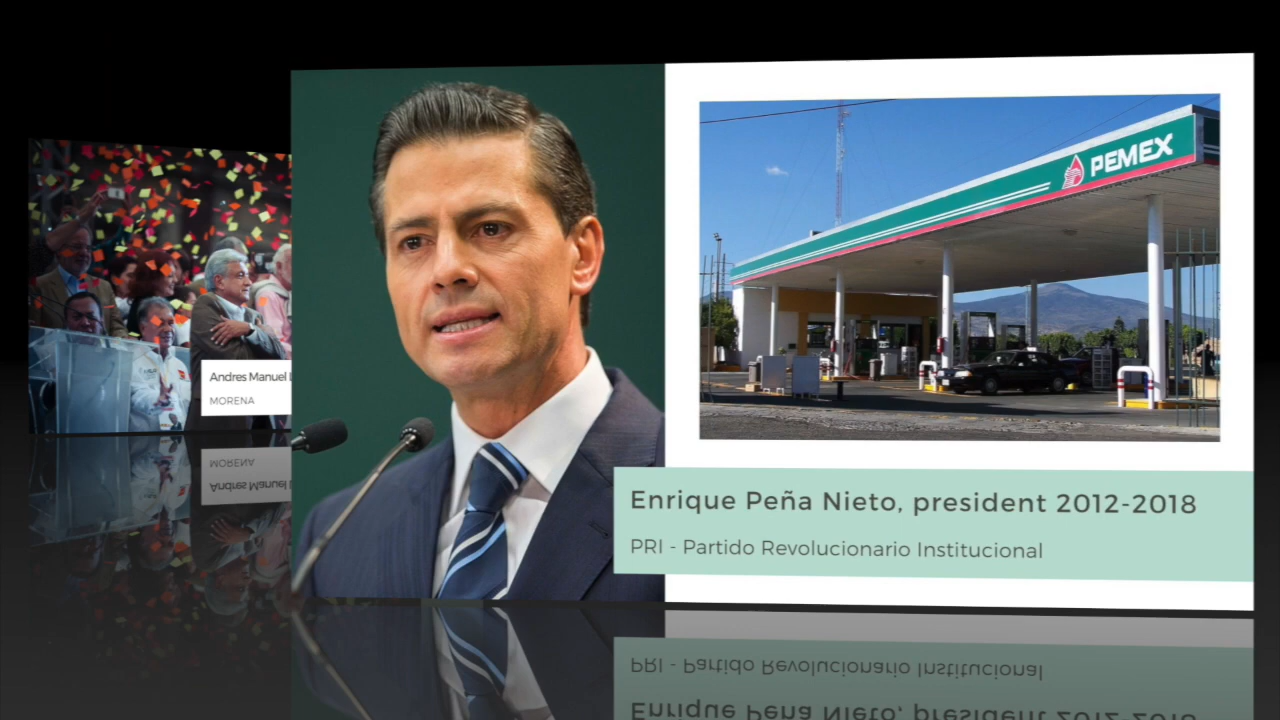 PEMEX
Enrique Peña Nieto, president 2012-2018
PRI - Partido Revolucionario Institucional
Andres Manuel
MORENA